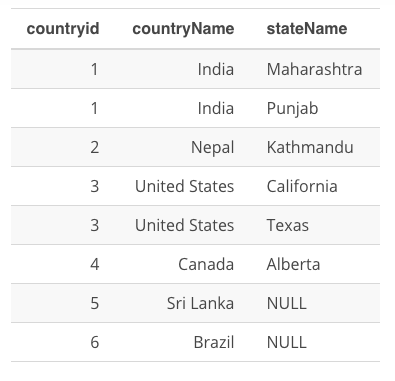 countryid countryName stateName
1 India Maharashtra
1 India Punjab
2 Nepal Kathmandu
3 United States California
3 United States Texas
4 Canada Alberta
5 Sri Lanka NULL
6 Brazil NULL